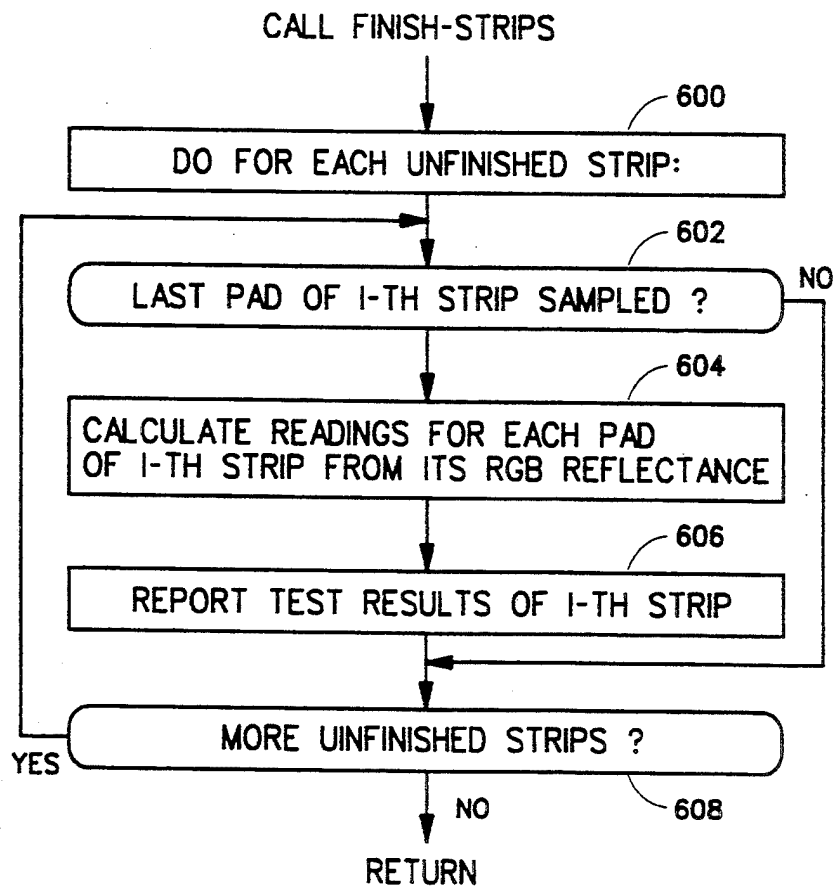 CALL FINISH-STRIPS
600
DO FOR EACH UNFINISHED STRIP:
602
NO
LAST PAD OF I-TH STRIP SAMPLED ?
604
CALCULATE READINGS FOR EACH PAD
OF I-TH STRIP FROM ITS RGB REFLECTANCE
606
REPORT TEST RESULTS OF I-TH STRIP
MORE UINFINISHED STRIPS ?
YES
608
NO
RETURN